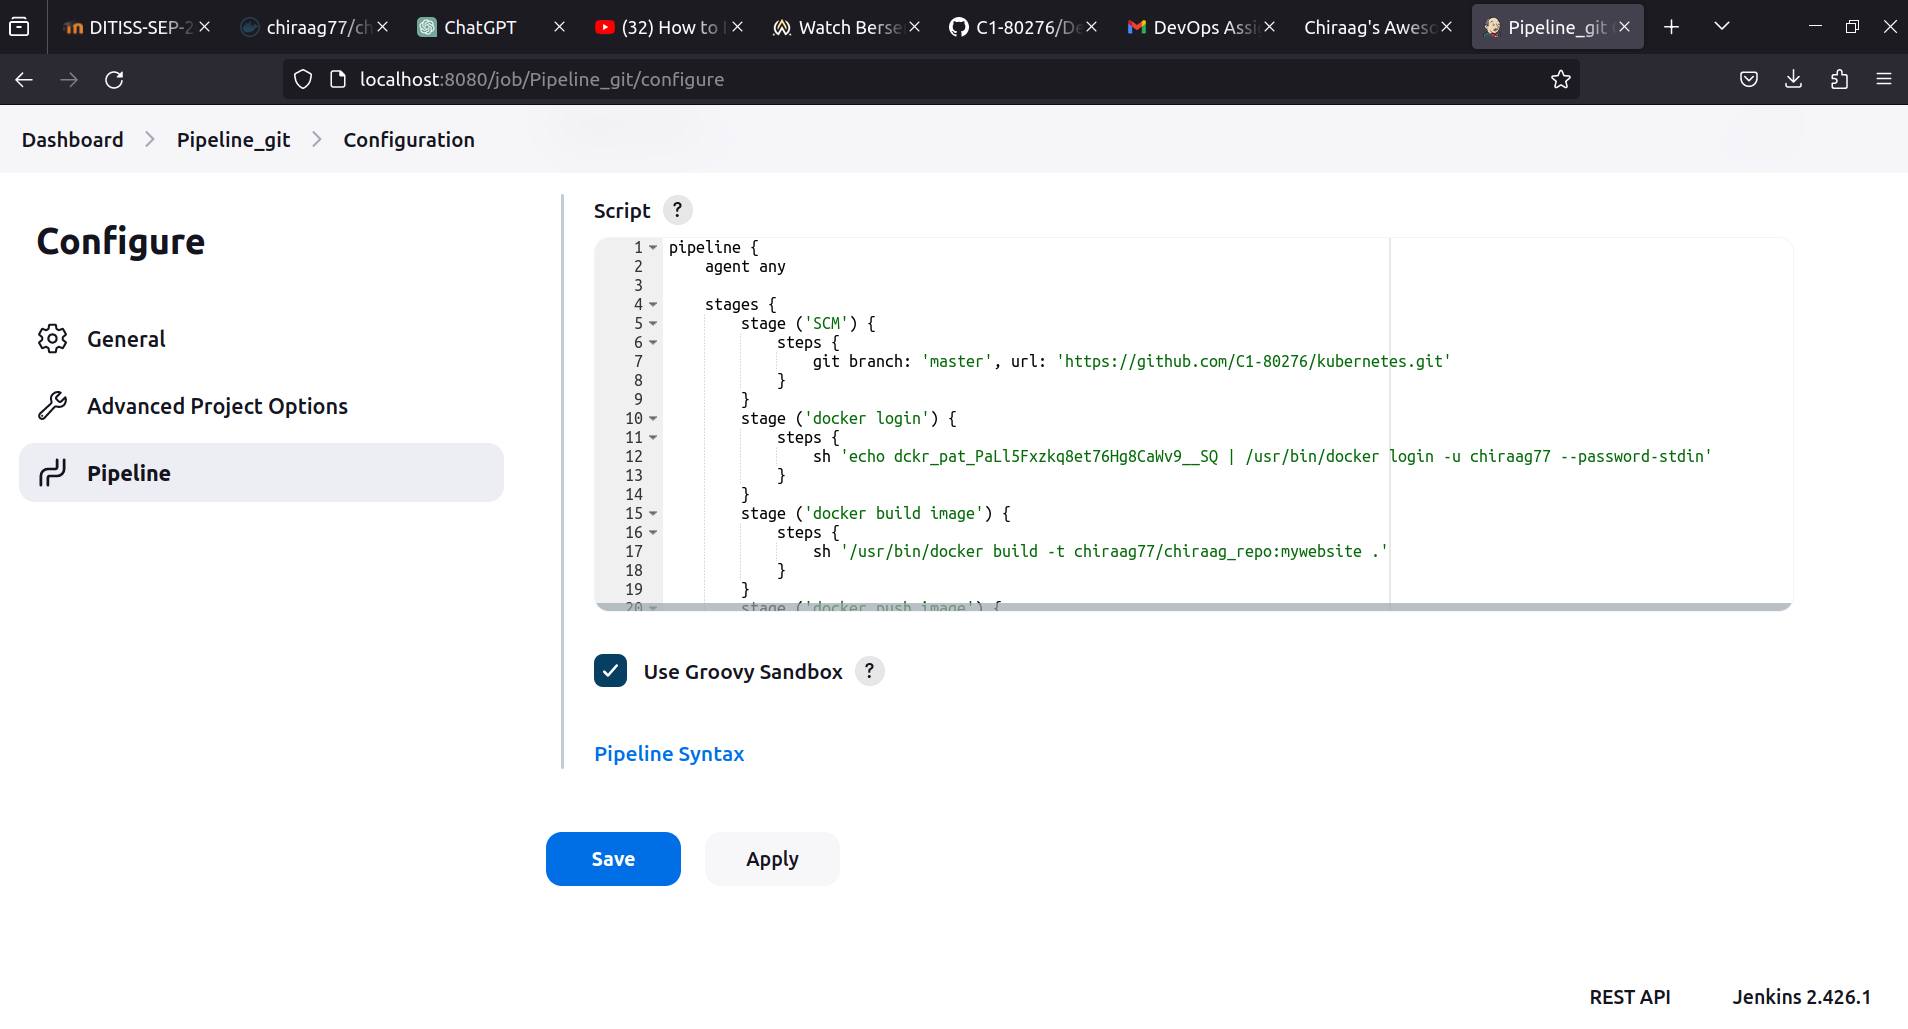 DITISS-SEP-2
chiraag77/ch
ChatGPT
(32) How to
Watch Berse
C1-80276/De
DevOps Assi
Chiraag's Aweso
Pipeline_git
localhost:8080/job/Pipeline_git/configure
Dashboard > Pipeline_git > Configuration
Configure
General
Advanced Project Options
Pipeline
Script ?
1 pipeline {
2 agent any
3
4 stages {
5 stage ('SCM') {
6 steps {
7 git branch: 'master', url: 'https://github.com/C1-80276/kubernetes.git'
8 }
9 }
10 stage ('docker login') {
11 steps {
12 sh 'echo dckr_pat_PaLl5Fxzkq8et76Hg8CaWv9__SQ | /usr/bin/docker login -u chiraag77 --password-stdin'
13 }
14 }
15 stage ('docker build image') {
16 steps {
17 sh '/usr/bin/docker build -t chiraag77/chiraag_repo:mywebsite .'
18 }
19 }
20 stage ('docker push image') {
Use Groovy Sandbox ?
Pipeline Syntax
Save
Apply
REST API
Jenkins 2.426.1